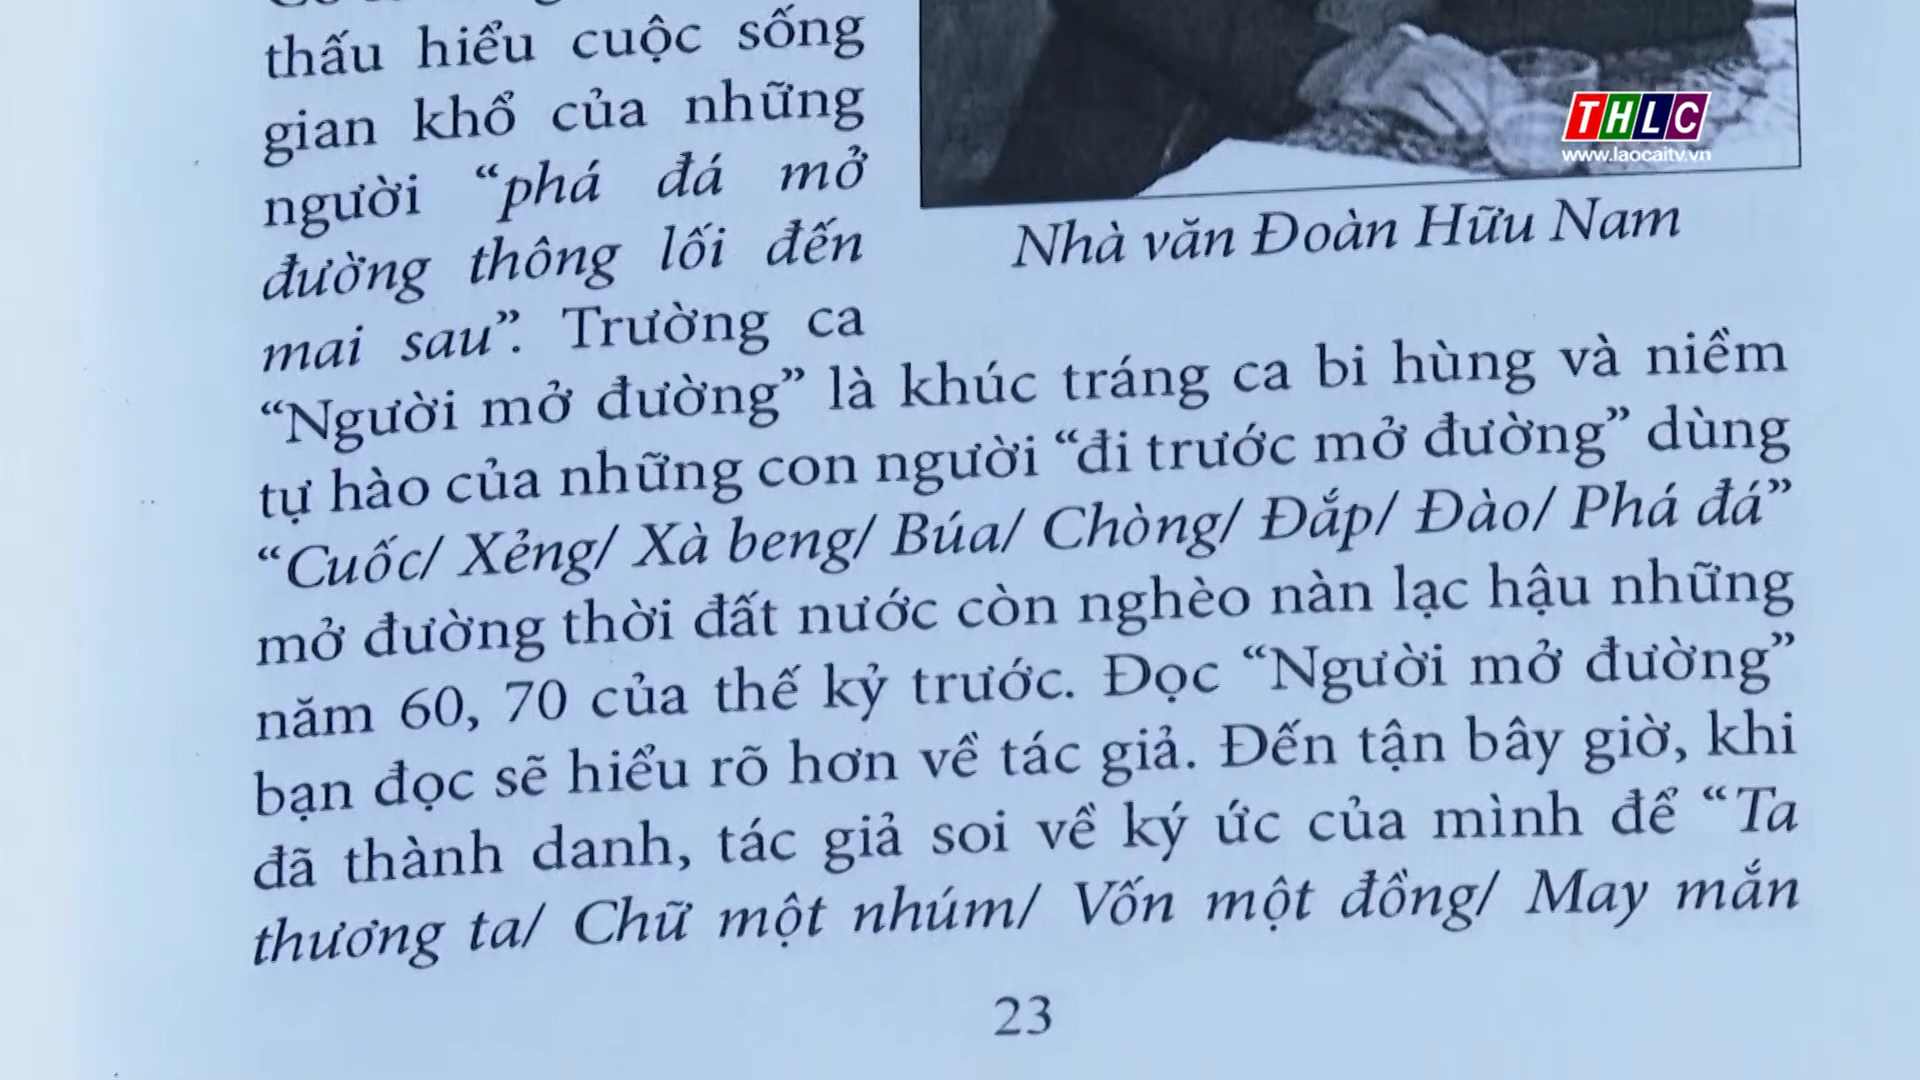 thấu hiểu cuộc sống
gian khổ của những
người “phá đá mở
đường thông lối đến
mai sau”. Trường ca
THLC
www.laocaitv.vn
Nhà văn Đoàn Hữu Nam
“Người mở đường” là khúc tráng ca bi hùng và niềm
tự hào của những con người “đi trước mở đường” dùng
“Cuốc/ Xẻng/ Xà beng/ Búa/ Chòng/ Đắp/ Đào/ Phá đá”
mở đường thời đất nước còn nghèo nàn lạc hậu những
năm 60, 70 của thế kỷ trước. Đọc “Người mở đường”
bạn đọc sẽ hiểu rõ hơn về tác giả. Đến tận bây giờ, khi
đã thành danh, tác giả soi về ký ức của mình để “Ta
thương ta/ Chữ một nhúm/ Vốn một đồng/ May mắn
23